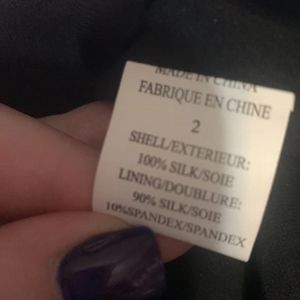 MADE IN CHINA
FABRIQUE EN CHINE
2
SHELL/EXTERIEUR:
100% SILK/SOIE
LINING/DOUBLURE:
90% SILK/SOIE
10%SPANDEX/SPANDEX